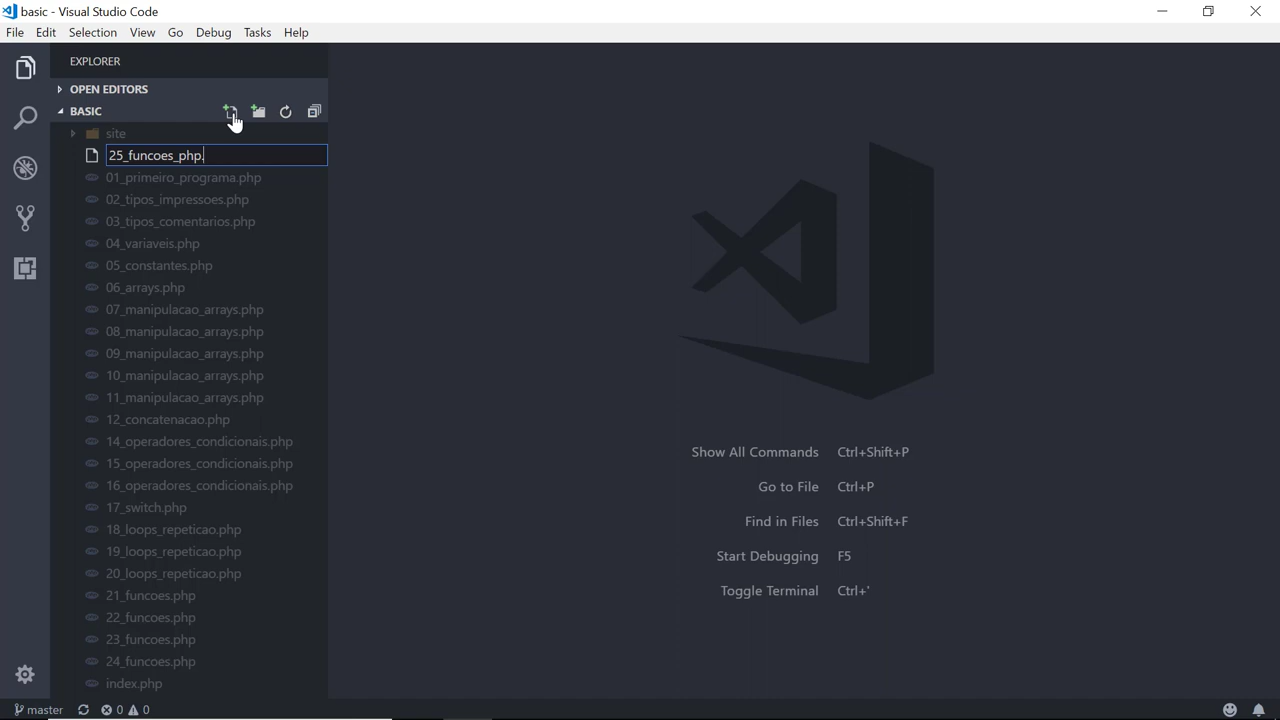 basic - Visual Studio Code
File Edit Selection View Go Debug Tasks Help
EXPLORER
OPEN EDITORS
BASIC
site
25_funcoes_php.
01_primeiro_programa.php
02_tipos_impressoes.php
03_tipos_comentarios.php
04_variaveis.php
05_constantes.php
06_arrays.php
07_manipulacao_arrays.php
08_manipulacao_arrays.php
09_manipulacao_arrays.php
10_manipulacao_arrays.php
11_manipulacao_arrays.php
12_concatenacao.php
14_operadores_condicionais.php
15_operadores_condicionais.php
16_operadores_condicionais.php
17_switch.php
18_loops_repeticao.php
19_loops_repeticao.php
20_loops_repeticao.php
21_funcoes.php
22_funcoes.php
23_funcoes.php
24_funcoes.php
index.php
Show All Commands Ctrl+Shift+P
Go to File Ctrl+P
Find in Files Ctrl+Shift+F
Start Debugging F5
Toggle Terminal Ctrl+'
master 0 0